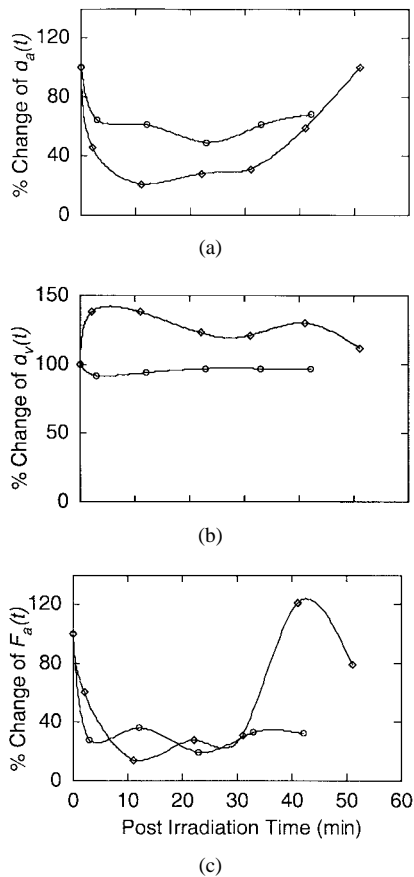 120
80
40
0
% Change of d_a(t)
(a)
150
100
50
0
% Change of d_v(t)
(b)
120
80
40
0
% Change of F_a(t)
0 10 20 30 40 50 60
Post Irradiation Time (min)
(c)